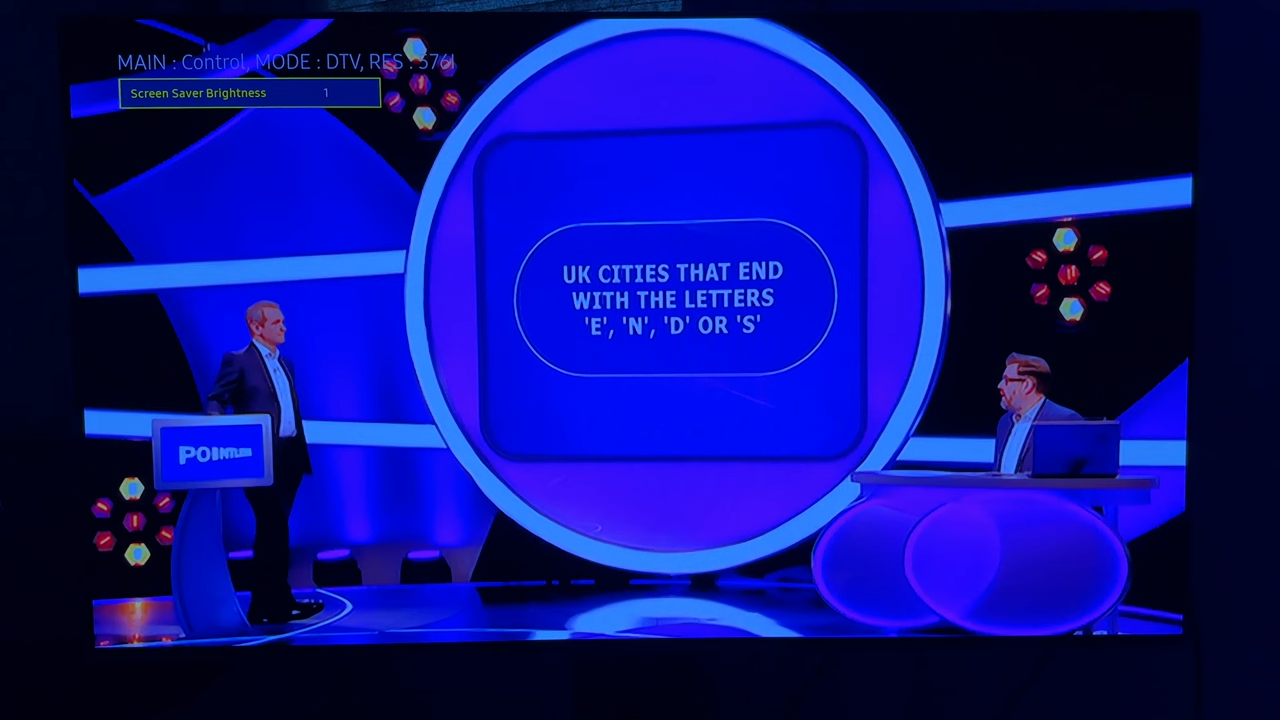 MAIN : Control, MODE : DTV, RES : 576I
Screen Saver Brightness 1
UK CITIES THAT END
WITH THE LETTERS
'E', 'N', 'D' OR 'S'
POINTLESS